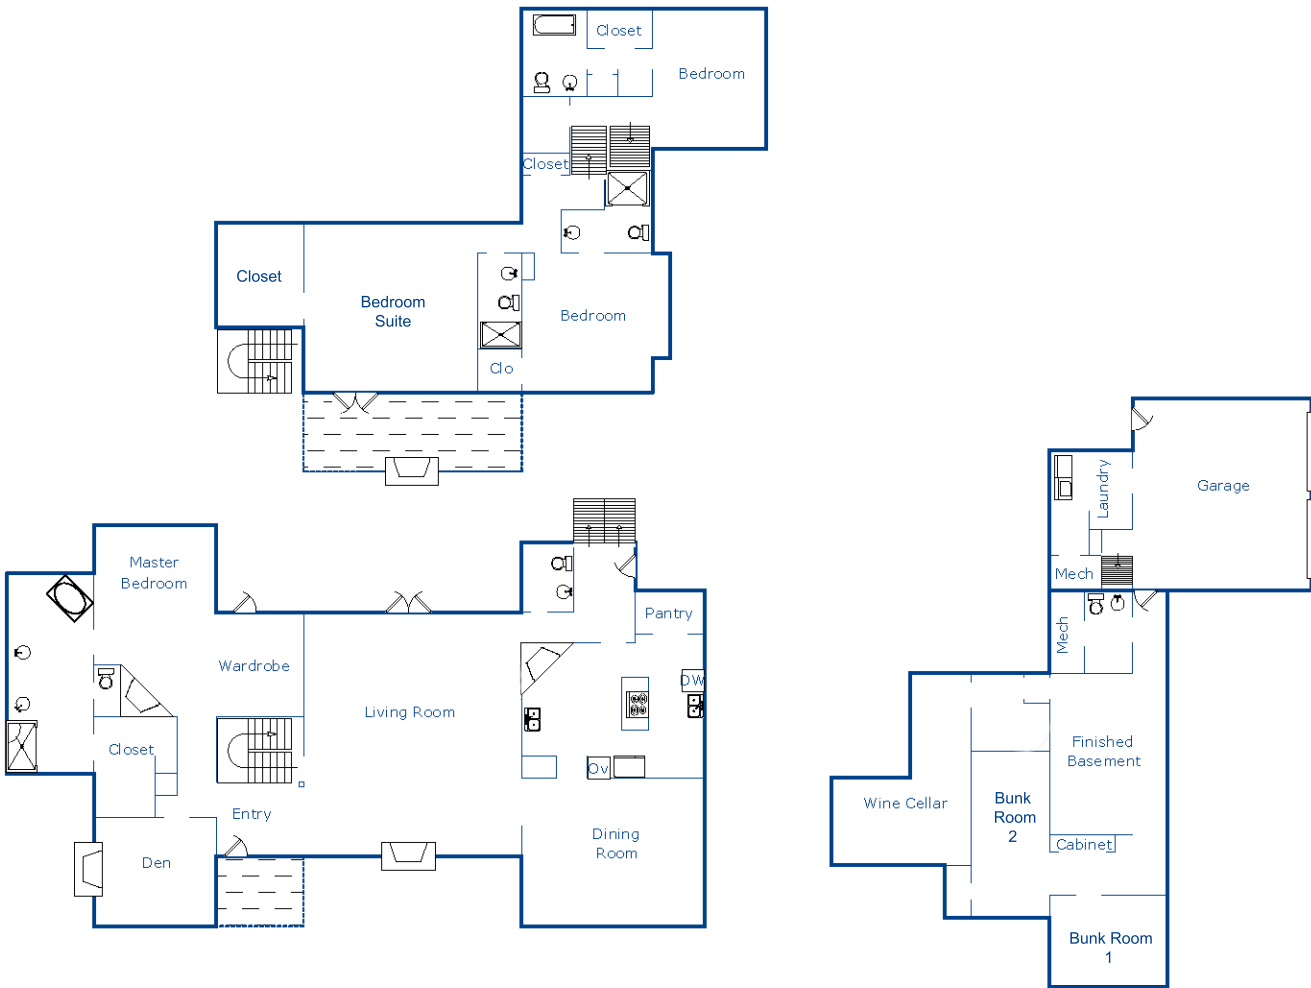 Closet
Bedroom
Closet
Closet
Bedroom
Suite
Bedroom
Clo
Master
Bedroom
Wardrobe
Living Room
Closet
Entry
Den
Pantry
DW
Ov
Dining
Room
Laundry
Garage
Mech
Mech
Finished
Basement
Wine Cellar
Bunk
Room
2
Cabinet
Bunk Room
1